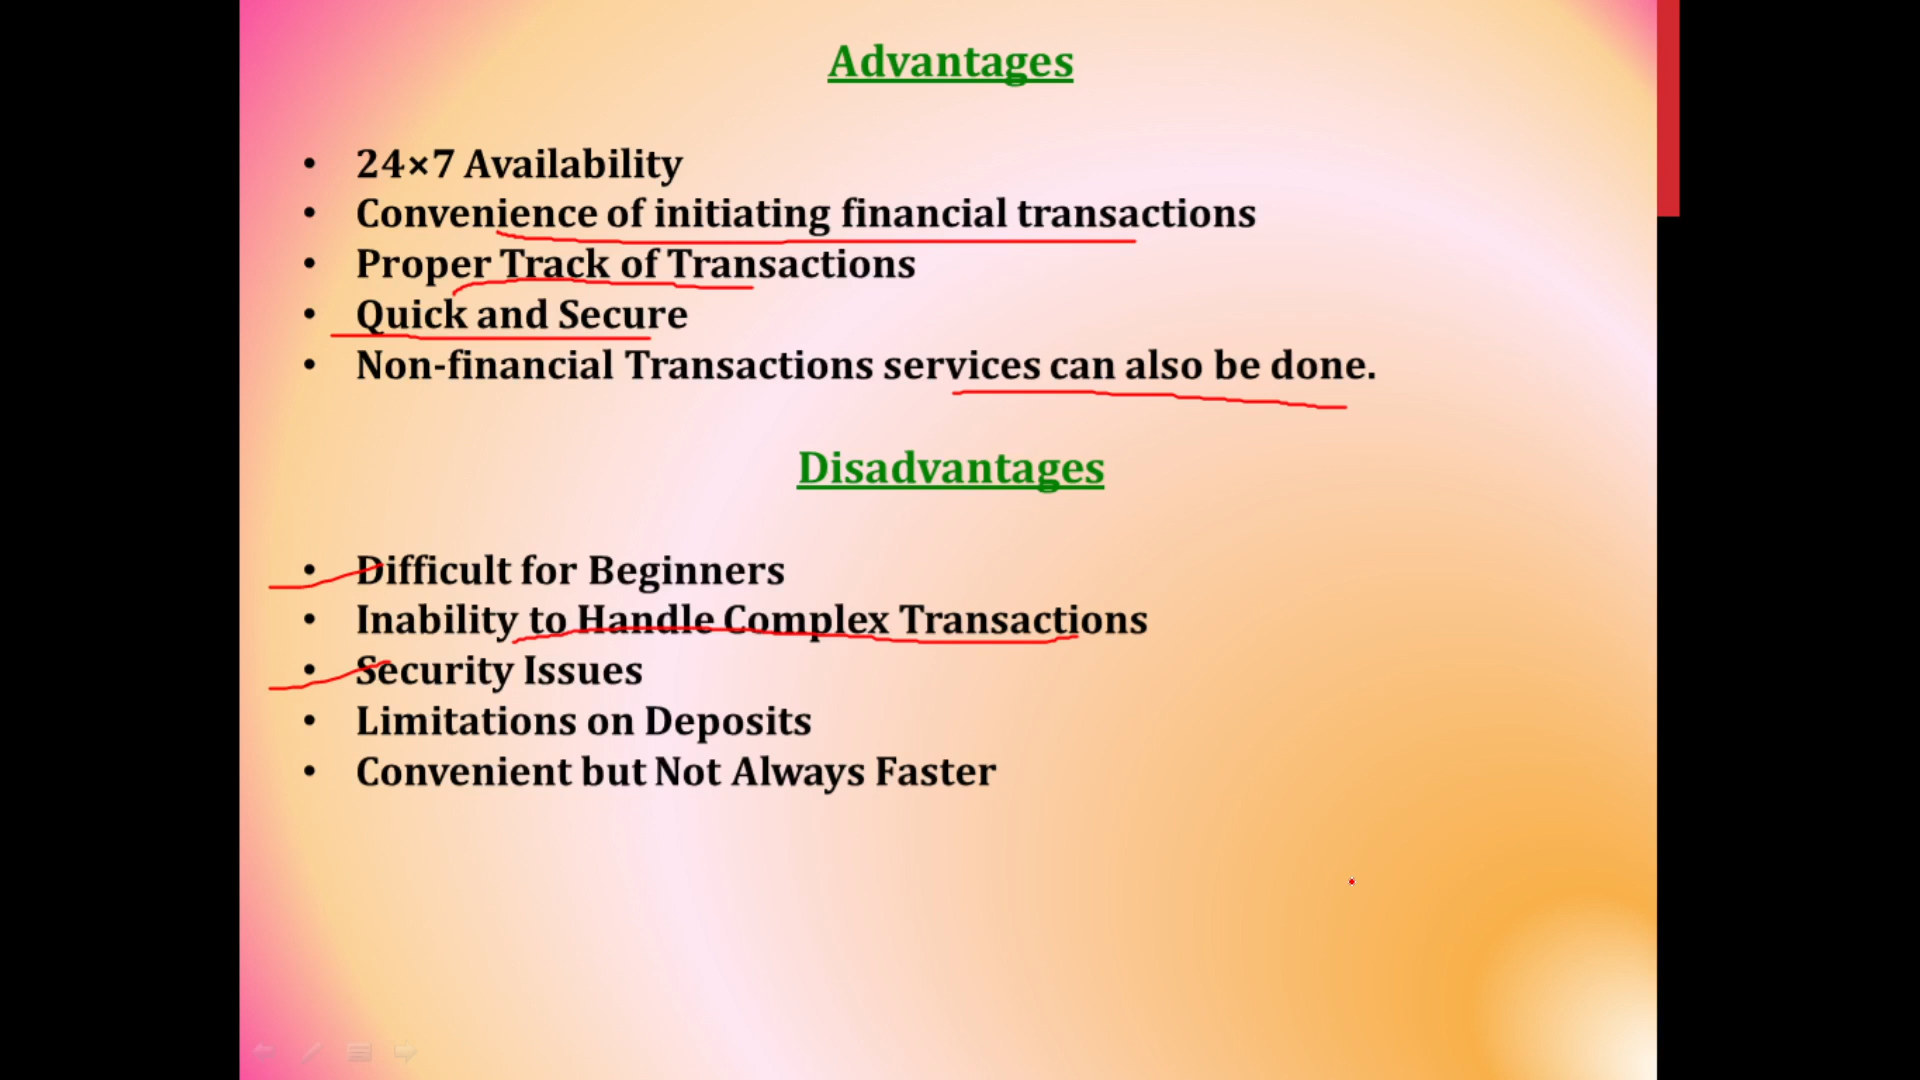 Advantages
• 24×7 Availability
• Convenience of initiating financial transactions
• Proper Track of Transactions
• Quick and Secure
• Non-financial Transactions services can also be done.
Disadvantages
• Difficult for Beginners
• Inability to Handle Complex Transactions
• Security Issues
• Limitations on Deposits
• Convenient but Not Always Faster